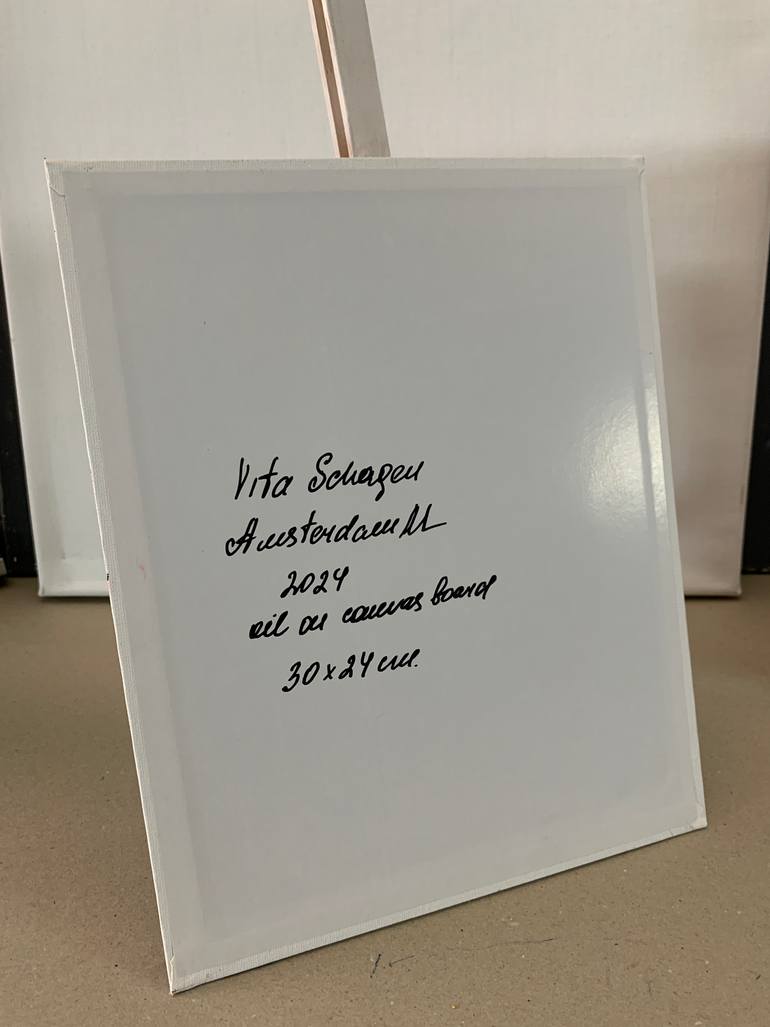 Vita Schagen
Amsterdam NL
2024
oil on canvas board
30x24 cm.